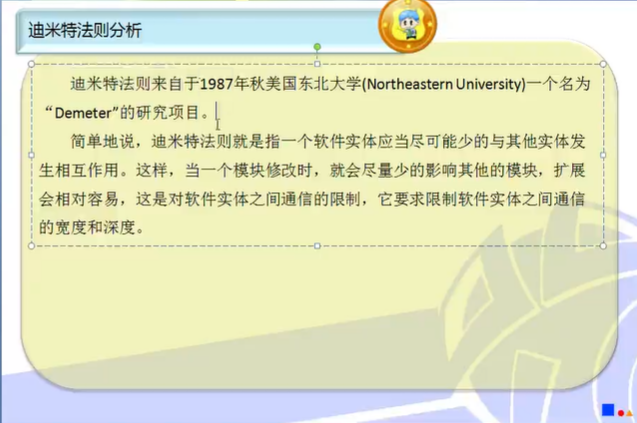 迪米特法则分析
迪米特法则来自于1987年秋美国东北大学(Northeastern University)一个名为
“Demeter”的研究项目。
简单地说，迪米特法则就是指一个软件实体应当尽可能少的与其他实体发
生相互作用。这样，当一个模块修改时，就会尽量少的影响其他的模块，扩展
会相对容易，这是对软件实体之间通信的限制，它要求限制软件实体之间通信
的宽度和深度。